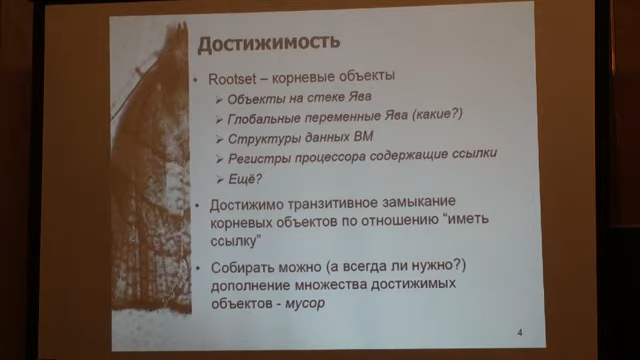 Достижимость
• Rootset – корневые объекты
➢ Объекты на стеке Ява
➢ Глобальные переменные Ява (какие?)
➢ Структуры данных ВМ
➢ Регистры процессора содержащие ссылки
➢ Ещё?
• Достижимо транзитивное замыкание
корневых объектов по отношению “иметь
ссылку”
• Собирать можно (а всегда ли нужно?)
дополнение множества достижимых
объектов - мусор
4